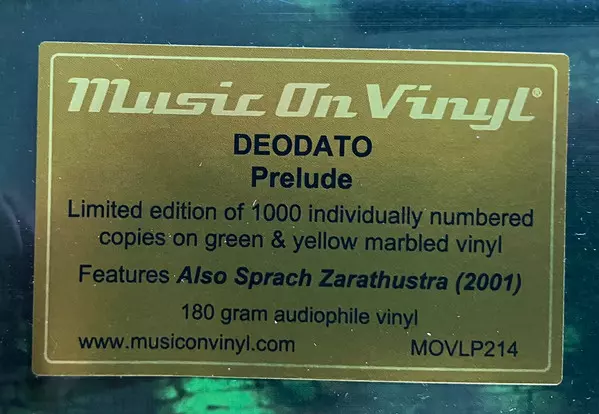 Music On Vinyl®
DEODATO
Prelude
Limited edition of 1000 individually numbered
copies on green & yellow marbled vinyl
Features Also Sprach Zarathustra (2001)
180 gram audiophile vinyl
www.musiconvinyl.com MOVLP214